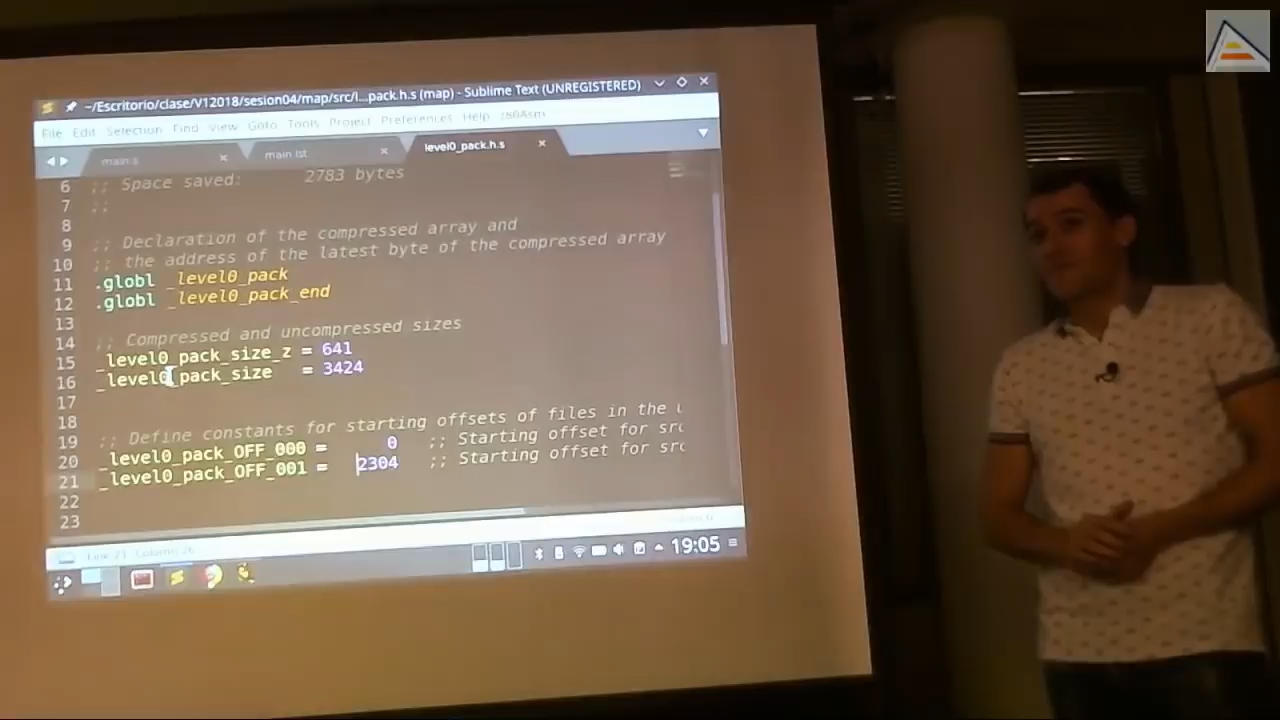 ~/Escritorio/clase/V12018/sesion04/map/src/l...pack.h.s (map) - Sublime Text (UNREGISTERED)
File Edit Selection Find View Goto Tools Project Preferences Help z80Asm
main.s main.lst level0_pack.h.s
6 ;; Space saved: 2783 bytes
7 ;;
8
9 ;; Declaration of the compressed array and
10 ;; the address of the latest byte of the compressed array
11 .globl _level0_pack
12 .globl _level0_pack_end
13
14 ;; Compressed and uncompressed sizes
15 _level0_pack_size_z = 641
16 _level0_pack_size = 3424
17
18
19 ;; Define constants for starting offsets of files in the u
20 _level0_pack_OFF_000 = 0 ;; Starting offset for src
21 _level0_pack_OFF_001 = 2304 ;; Starting offset for src
22
23
Line 21, Column 26
19:05